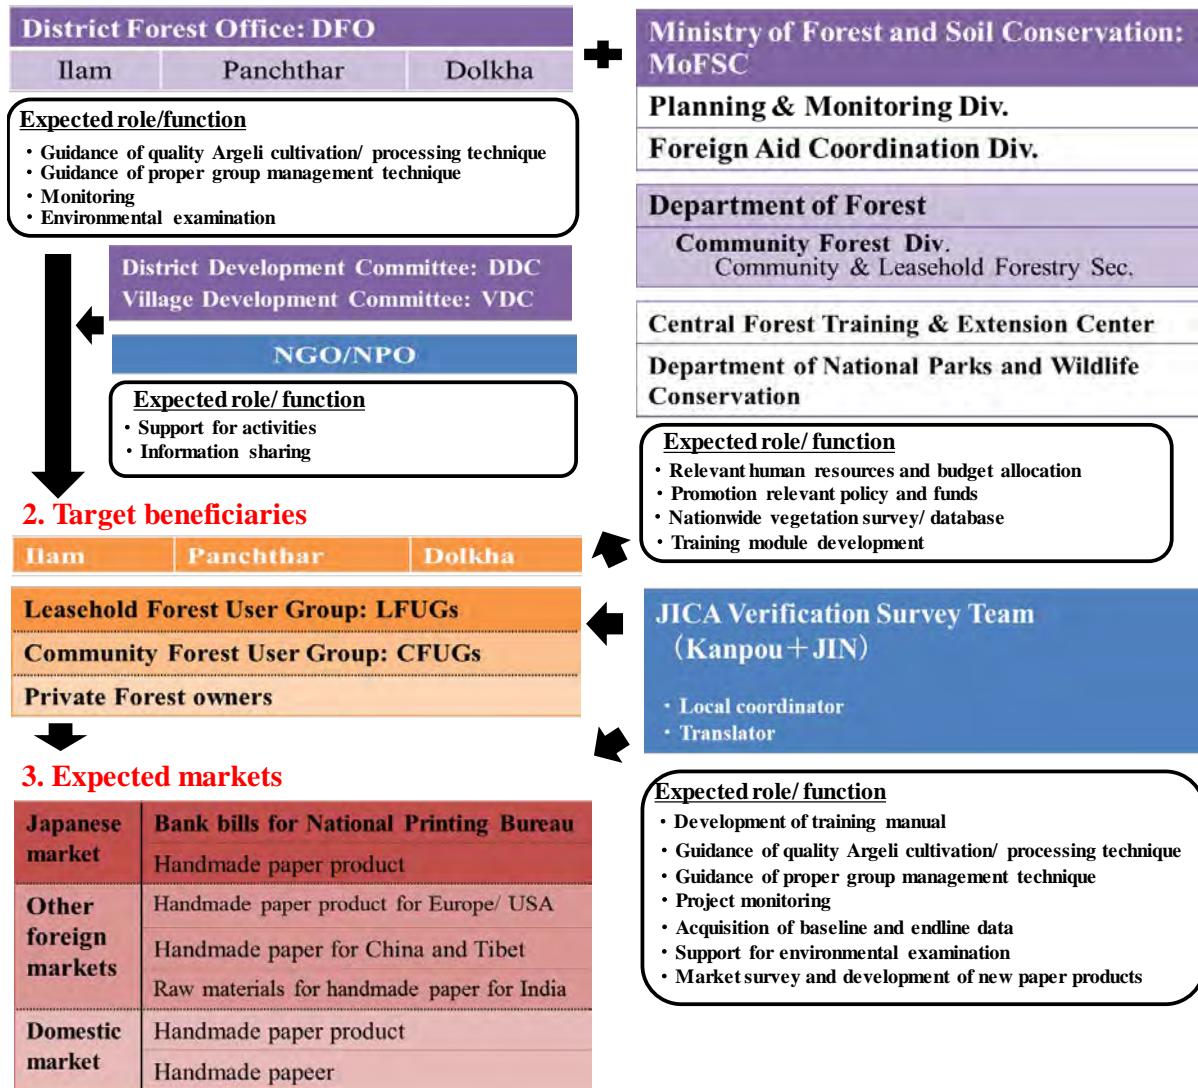 District Forest Office: DFO
Ilam Panchthar Dolkha
Expected role/function
・Guidance of quality Argeli cultivation/ processing technique
・Guidance of proper group management technique
・Monitoring
・Environmental examination
District Development Committee: DDC
Village Development Committee: VDC
NGO/NPO
Expected role/ function
・Support for activities
・Information sharing
Ministry of Forest and Soil Conservation:
MoFSC
Planning & Monitoring Div.
Foreign Aid Coordination Div.
Department of Forest
Community Forest Div.
Community & Leasehold Forestry Sec.
Central Forest Training & Extension Center
Department of National Parks and Wildlife
Conservation
Expected role/ function
・Relevant human resources and budget allocation
・Promotion relevant policy and funds
・Nationwide vegetation survey/ database
・Training module development
2. Target beneficiaries
Ilam Panchthar Dolkha
Leasehold Forest User Group: LFUGs
Community Forest User Group: CFUGs
Private Forest owners
JICA Verification Survey Team
（Kanpou＋JIN）
・Local coordinator
・Translator
Expected role/ function
・Development of training manual
・Guidance of quality Argeli cultivation/ processing technique
・Guidance of proper group management technique
・Project monitoring
・Acquisition of baseline and endline data
・Support for environmental examination
・Market survey and development of new paper products
3. Expected markets
Japanese
market
Bank bills for National Printing Bureau
Handmade paper product
Other
foreign
markets
Handmade paper product for Europe/ USA
Handmade paper for China and Tibet
Raw materials for handmade paper for India
Domestic
market
Handmade paper product
Handmade papeer